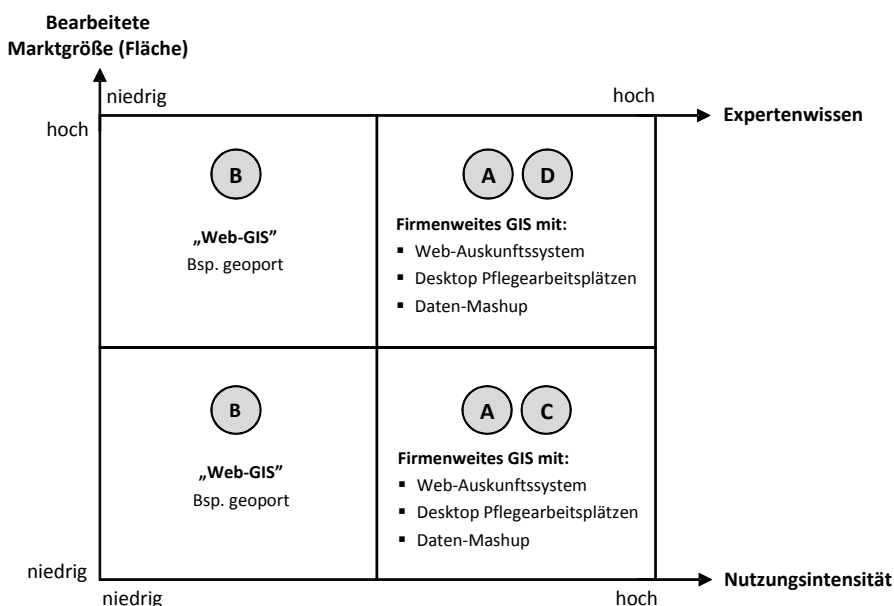 Bearbeitete
Marktgröße (Fläche)
niedrig
hoch
Expertenwissen
hoch
B
A D
„Web-GIS”
Bsp. geoport
Firmenweites GIS mit:
▪ Web-Auskunftssystem
▪ Desktop Pflegearbeitsplätzen
▪ Daten-Mashup
B
A C
„Web-GIS”
Bsp. geoport
Firmenweites GIS mit:
▪ Web-Auskunftssystem
▪ Desktop Pflegearbeitsplätzen
▪ Daten-Mashup
niedrig
niedrig
hoch
Nutzungsintensität